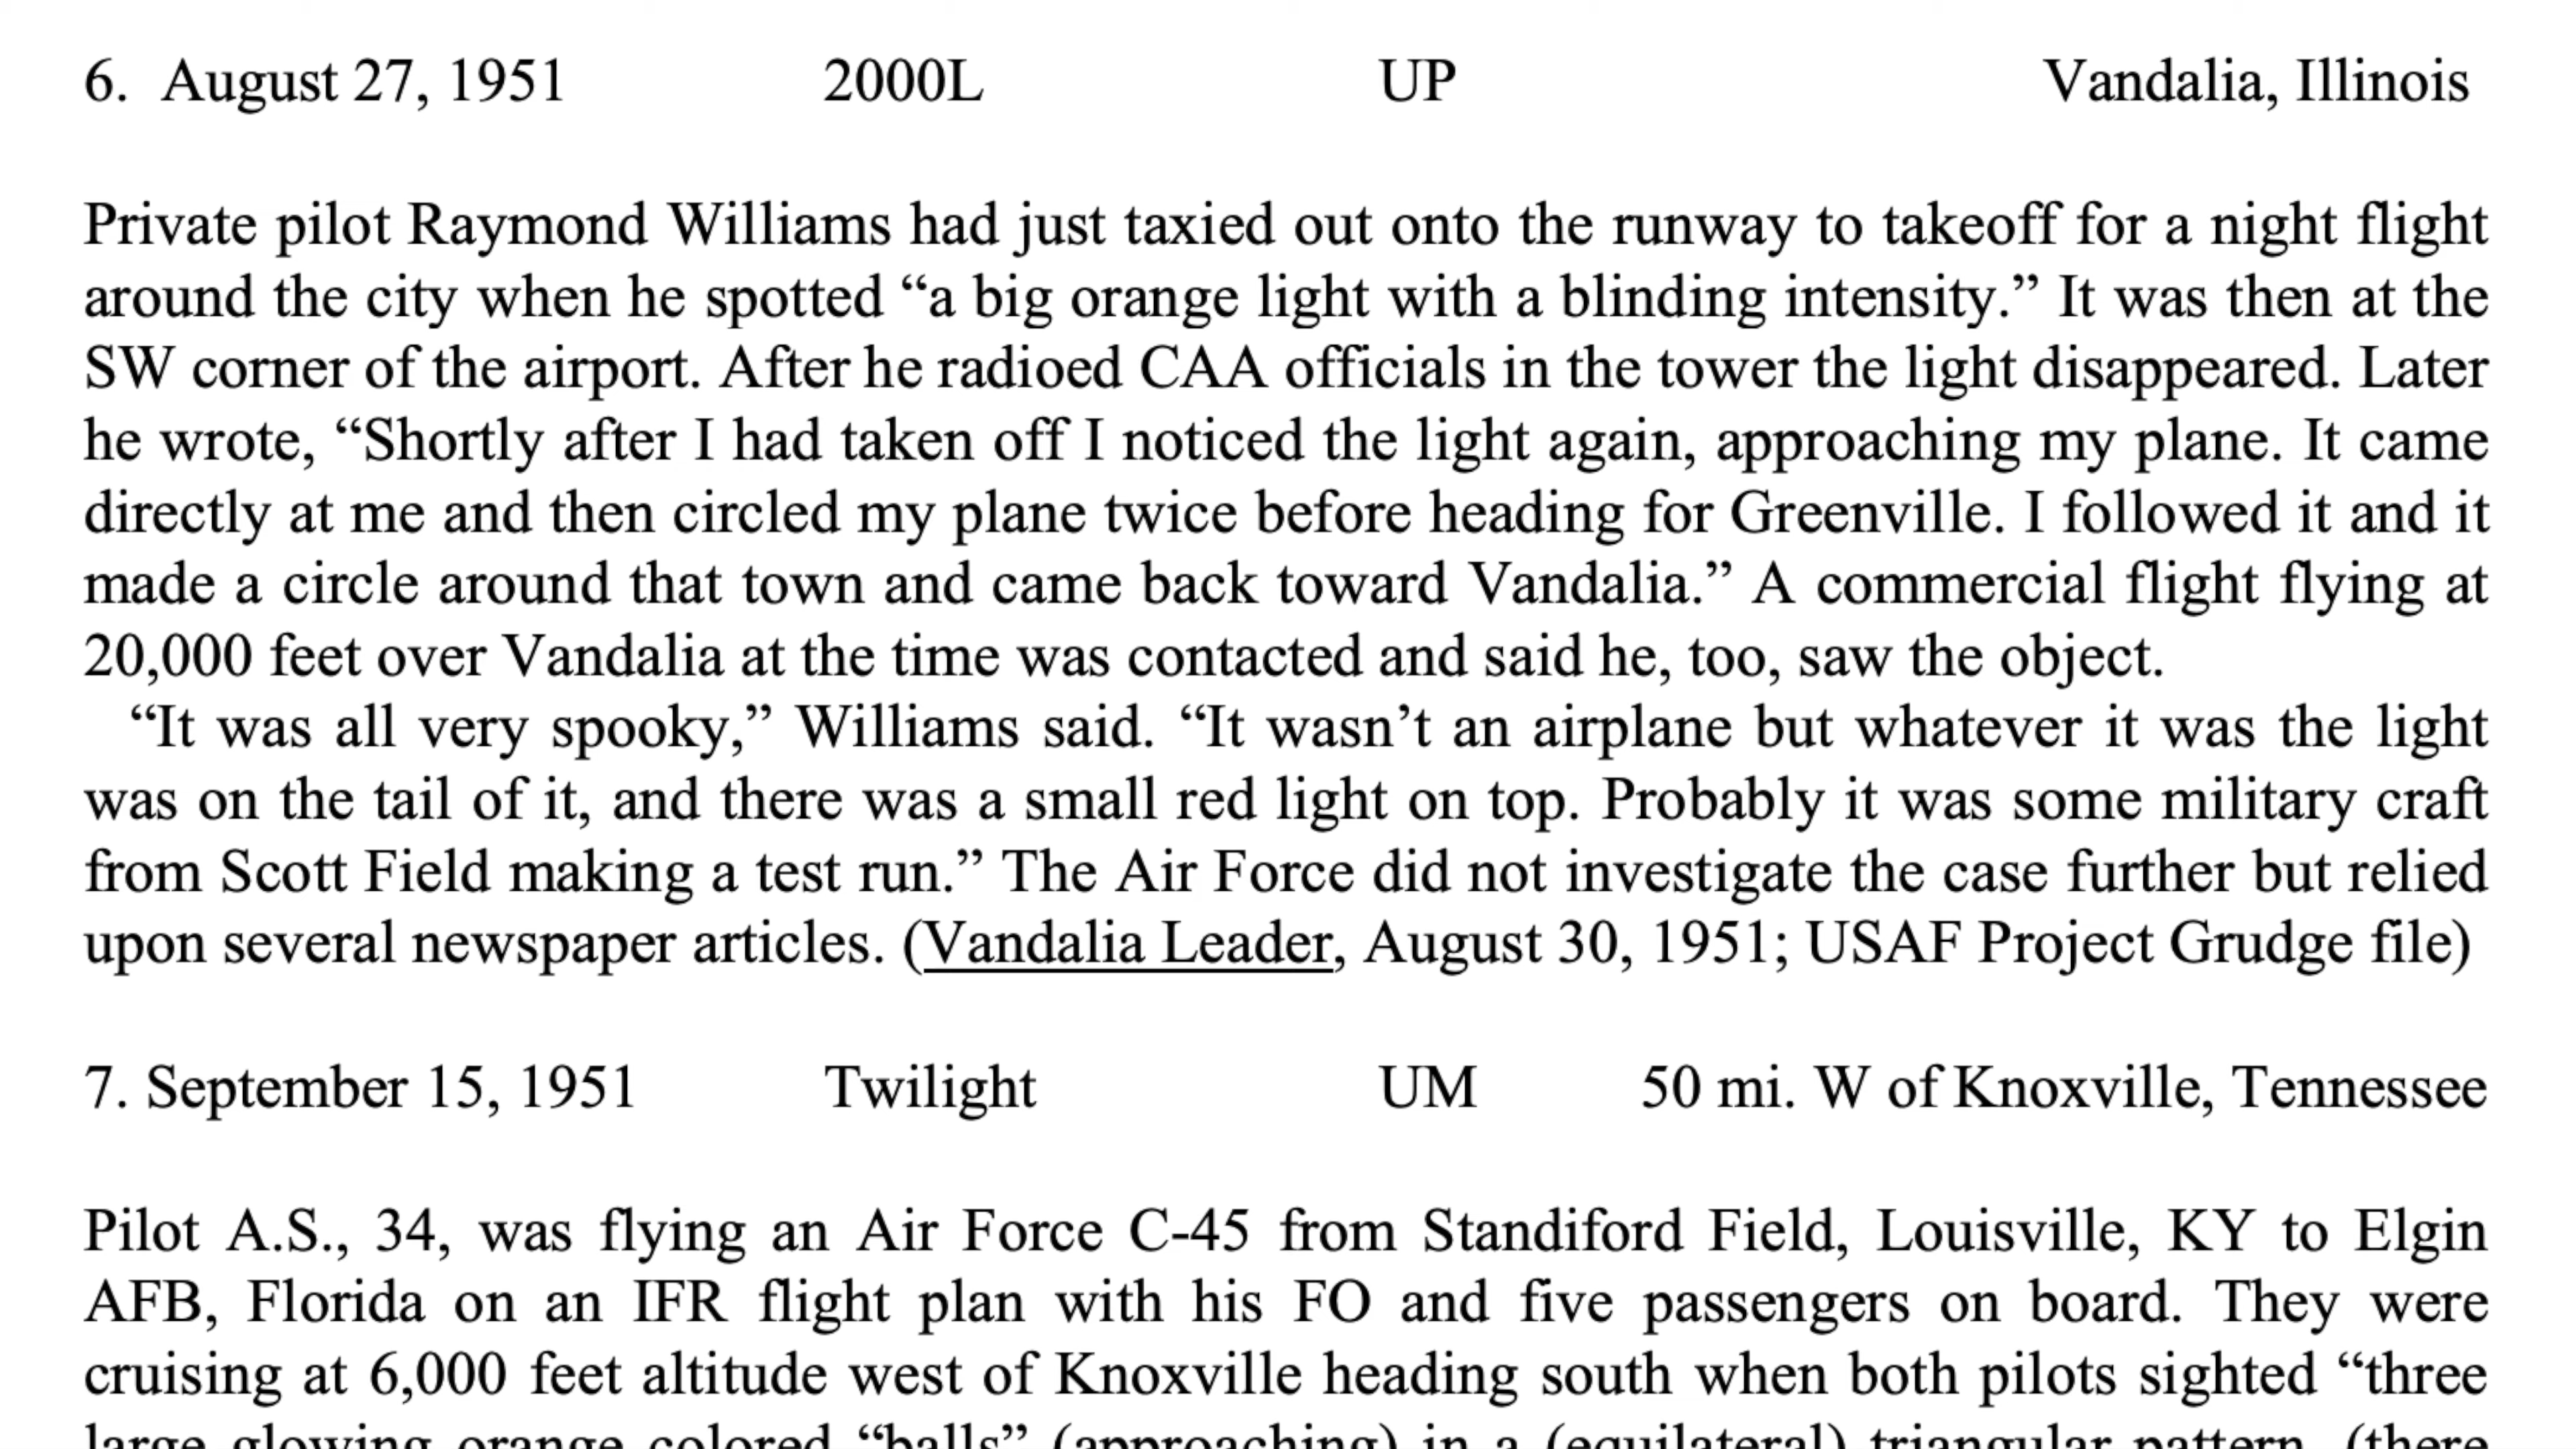 6. August 27, 1951 2000L UP Vandalia, Illinois
Private pilot Raymond Williams had just taxied out onto the runway to takeoff for a night flight
around the city when he spotted “a big orange light with a blinding intensity.” It was then at the
SW corner of the airport. After he radioed CAA officials in the tower the light disappeared. Later
he wrote, “Shortly after I had taken off I noticed the light again, approaching my plane. It came
directly at me and then circled my plane twice before heading for Greenville. I followed it and it
made a circle around that town and came back toward Vandalia.” A commercial flight flying at
20,000 feet over Vandalia at the time was contacted and said he, too, saw the object.
“It was all very spooky,” Williams said. “It wasn’t an airplane but whatever it was the light
was on the tail of it, and there was a small red light on top. Probably it was some military craft
from Scott Field making a test run.” The Air Force did not investigate the case further but relied
upon several newspaper articles. (Vandalia Leader, August 30, 1951; USAF Project Grudge file)
7. September 15, 1951 Twilight UM 50 mi. W of Knoxville, Tennessee
Pilot A.S., 34, was flying an Air Force C-45 from Standiford Field, Louisville, KY to Elgin
AFB, Florida on an IFR flight plan with his FO and five passengers on board. They were
cruising at 6,000 feet altitude west of Knoxville heading south when both pilots sighted “three
large glowing orange colored “balls” (approaching) in a (equilateral) triangular pattern, (there